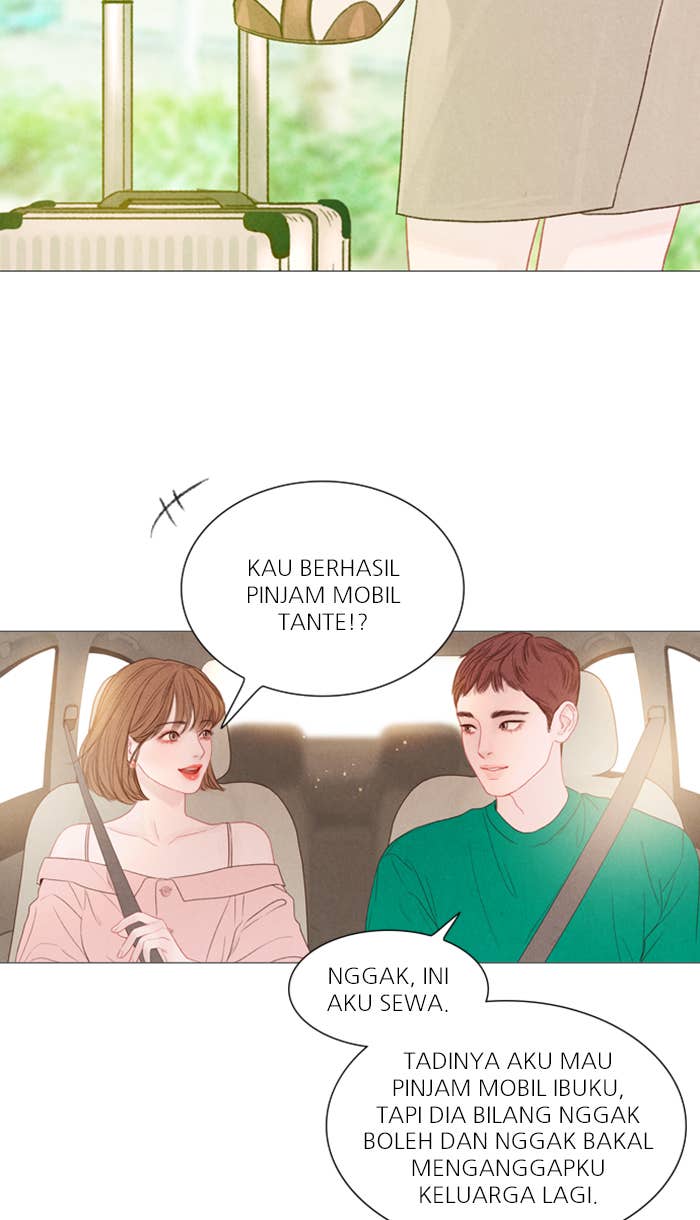 KAU BERHASIL
PINJAM MOBIL
TANTE!?
NGGAK, INI
AKU SEWA.
TADINYA AKU MAU
PINJAM MOBIL IBUKU,
TAPI DIA BILANG NGGAK
BOLEH DAN NGGAK BAKAL
MENGANGGAPKU
KELUARGA LAGI.